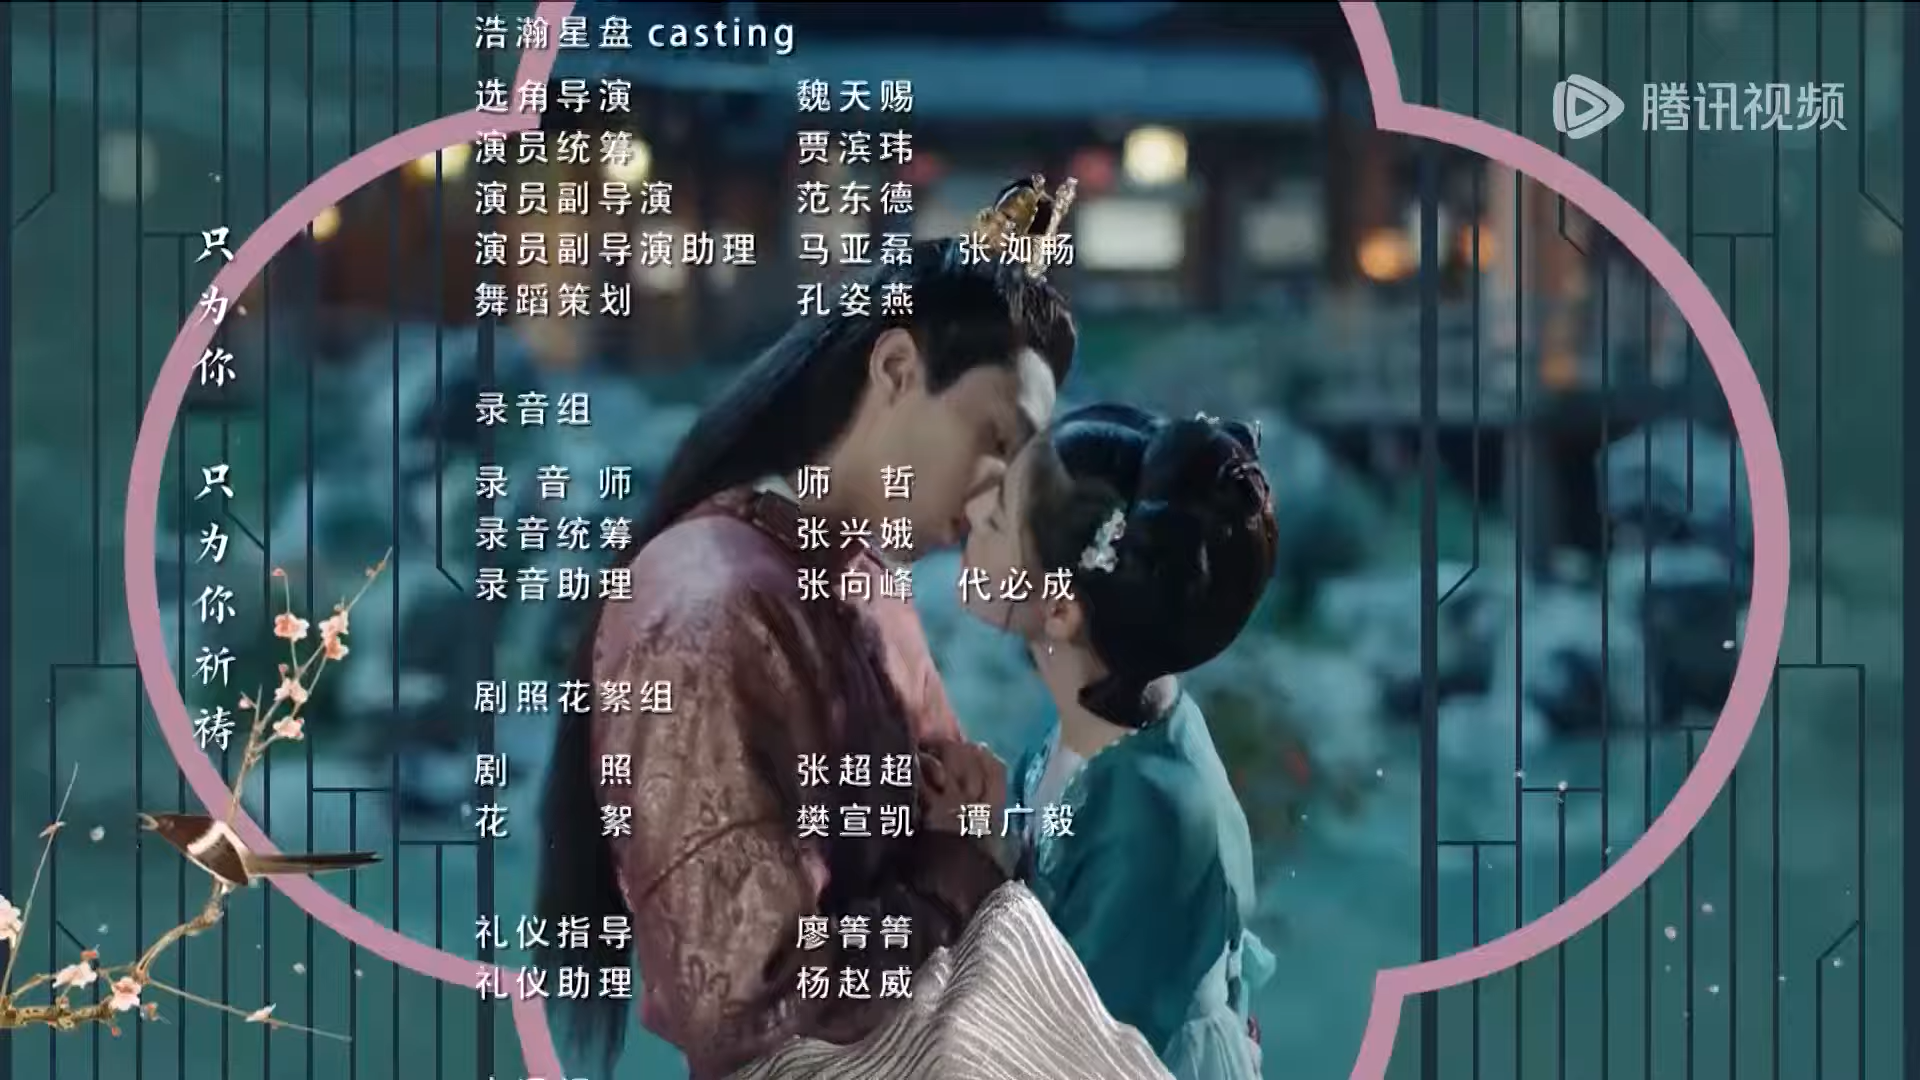 浩瀚星盘 casting
选角导演 魏天赐
演员统筹 贾滨玮
演员副导演 范东德
演员副导演助理 马亚磊 张洳畅
舞蹈策划 孔姿燕
录音组
录音师 师哲
录音统筹 张兴娥
录音助理 张向峰 代必成
剧照花絮组
剧照 张超超
花絮 樊宣凯 谭广毅
礼仪指导 廖箐箐
礼仪助理 杨赵威
只为你 只为你祈祷
腾讯视频